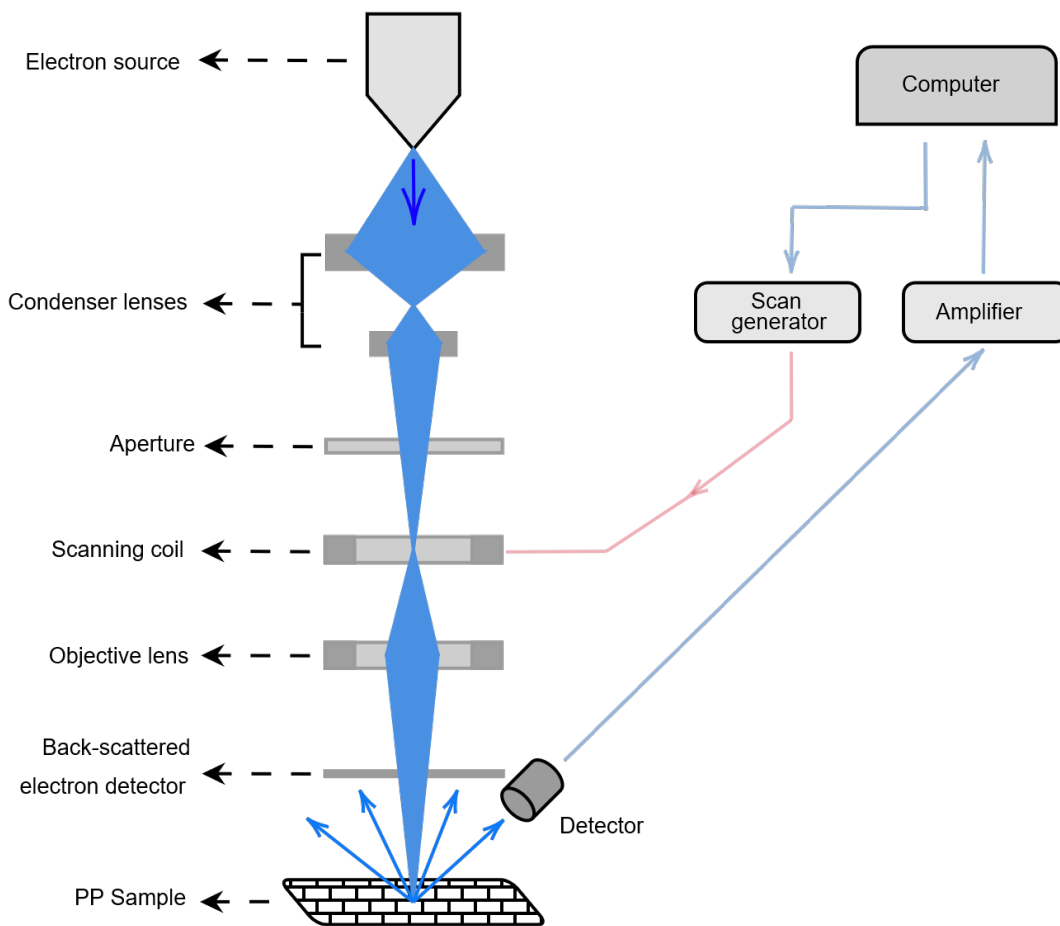 Electron source
Computer
Condenser lenses
Scan
generator
Amplifier
Aperture
Scanning coil
Objective lens
Back-scattered
electron detector
Detector
PP Sample